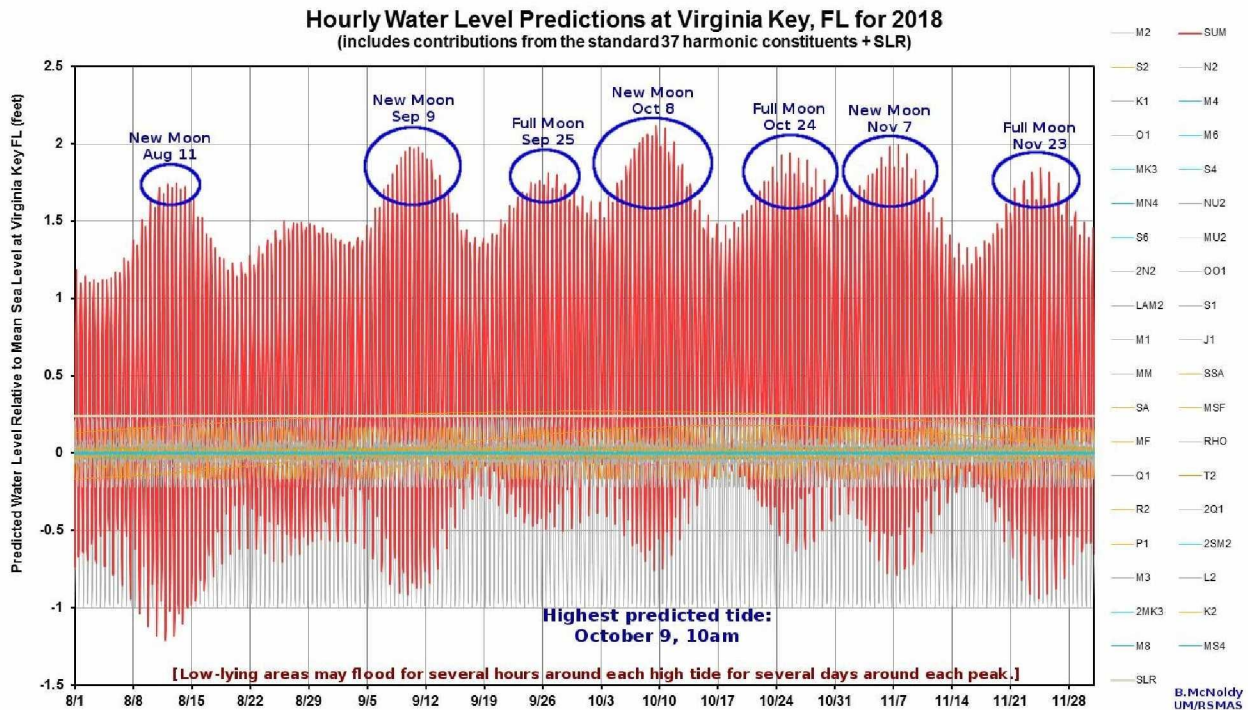 Hourly Water Level Predictions at Virginia Key, FL for 2018
(includes contributions from the standard 37 harmonic constituents + SLR)
Predicted Water Level Relative to Mean Sea Level at Virginia Key FL (feet)
2.5
2
1.5
1
0.5
0
-0.5
-1
-1.5
New Moon
Aug 11
New Moon
Sep 9
Full Moon
Sep 25
New Moon
Oct 8
Full Moon
Oct 24
New Moon
Nov 7
Full Moon
Nov 23
Highest predicted tide:
October 9, 10am
[Low-lying areas may flood for several hours around each high tide for several days around each peak.]
8/1 8/8 8/15 8/22 8/29 9/5 9/12 9/19 9/26 10/3 10/10 10/17 10/24 10/31 11/7 11/14 11/21 11/28
M2 SUM
S2 N2
K1 M4
O1 M6
MK3 S4
MN4 NU2
S6 MU2
2N2 OO1
LAM2 S1
M1 J1
MM SSA
SA MSF
MF RHO
Q1 T2
R2 2Q1
P1 2SM2
M3 L2
2MK3 K2
M8 MS4
SLR
B.McNoldy
UM/RSMAS